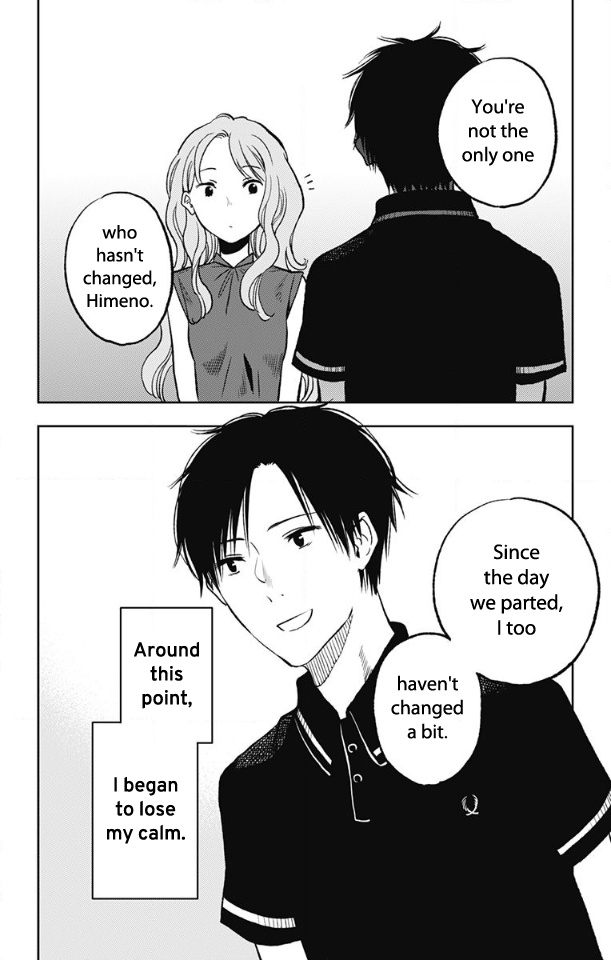 You're
not the
only one
who
hasn't
changed,
Himeno.
Since
the day
we parted,
I too
haven't
changed
a bit.
Around
this
point,
I began
to lose
my calm.